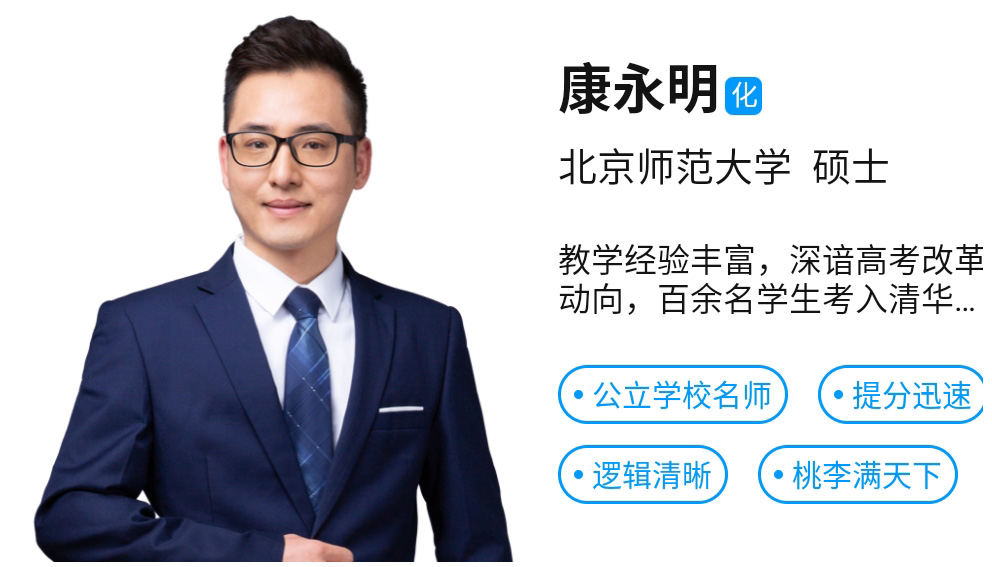 康永明 化
北京师范大学 硕士
教学经验丰富，深谙高考改革
动向，百余名学生考入清华...
• 公立学校名师 • 提分迅速
• 逻辑清晰 • 桃李满天下